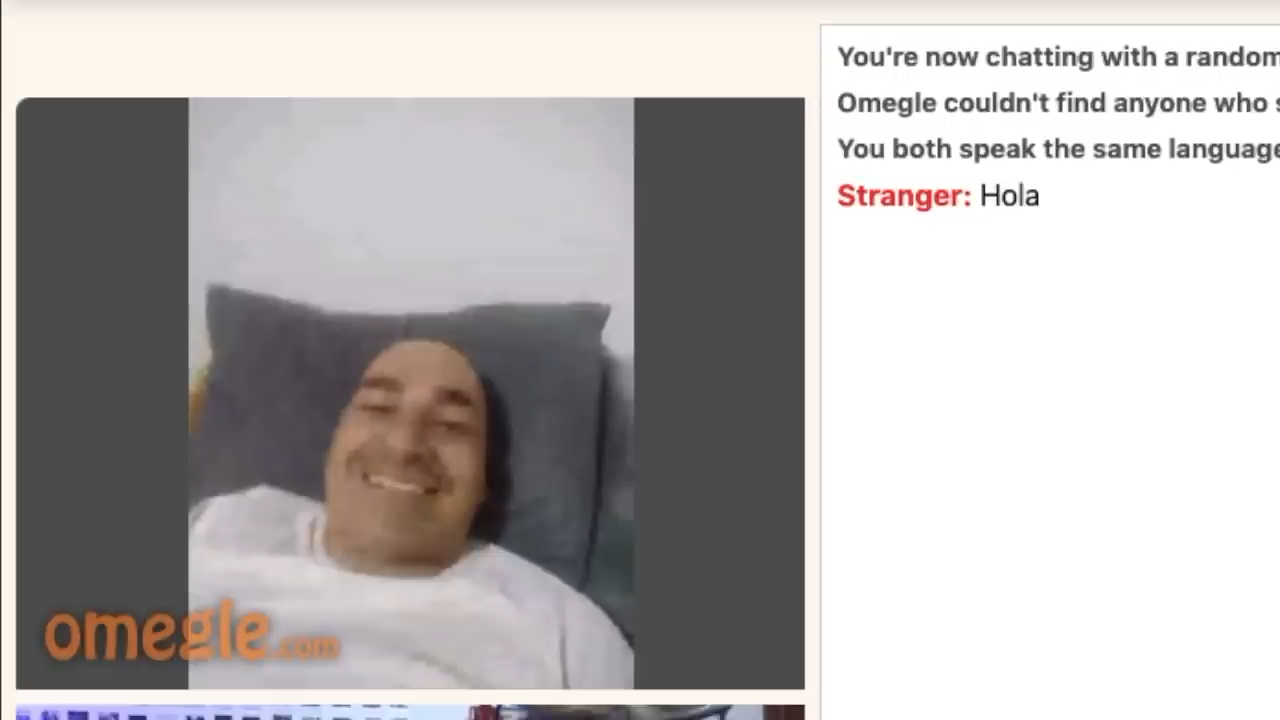 You're now chatting with a random
Omegle couldn't find anyone who s
You both speak the same language
Stranger: Hola
omegle.com